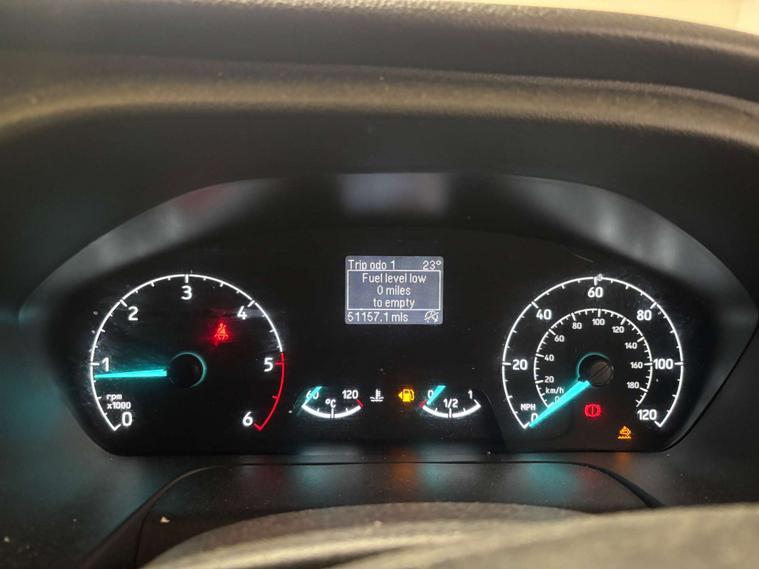 Trip odo 1 23°
Fuel level low
0 miles
to empty
51157.1 mls
0
1
2
3
4
5
6
rpm
x1000
60 120
°C
0 1/2 1
0
20
40
60
80
100
120
MPH
0
20
40
60
80
100
120
140
160
180
km/h